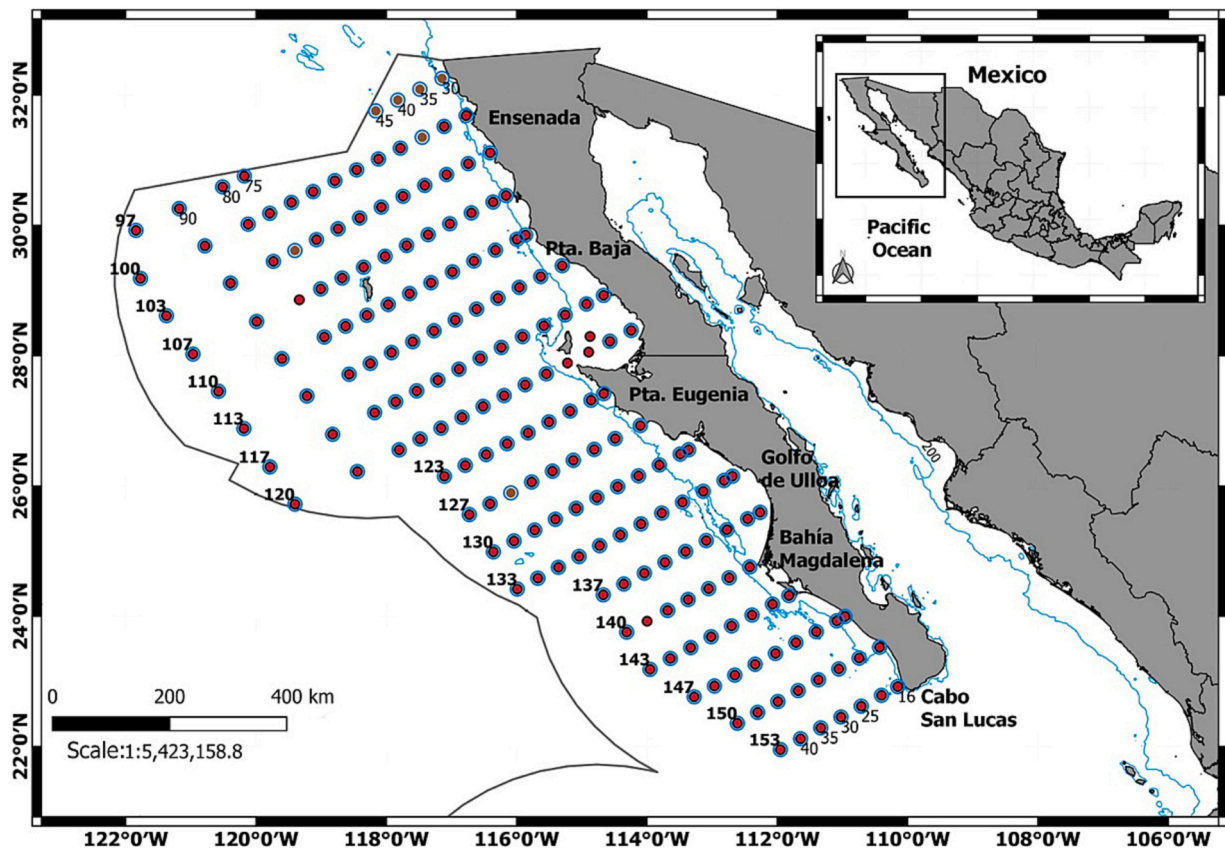 32°0'N
30°0'N
28°0'N
26°0'N
24°0'N
22°0'N
Mexico
Pacific
Ocean
N
30
35
40
45
Ensenada
75
80
90
97
100
103
107
110
113
117
120
Pta. Baja
Pta. Eugenia
123
127
130
133
137
140
143
147
150
153
Golfo
de Ulloa
200
Bahía
Magdalena
16
25
30
35
40
Cabo
San Lucas
0 200 400 km
Scale:1:5,423,158.8
122°0'W 120°0'W 118°0'W 116°0'W 114°0'W 112°0'W 110°0'W 108°0'W 106°0'W